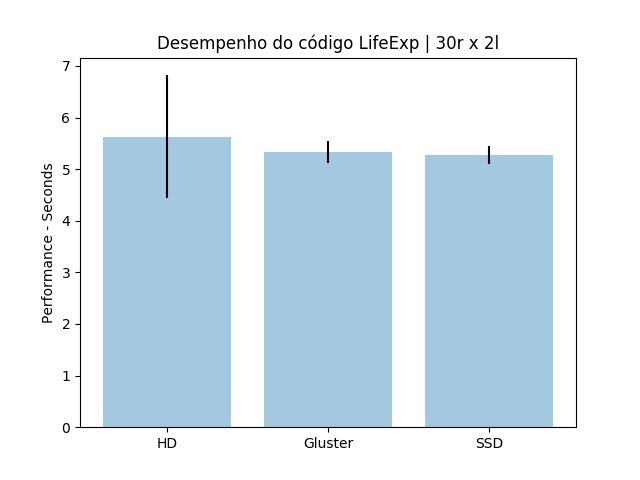 Desempenho do código LifeExp | 30r x 2l
7
6
5
4
3
2
1
0
Performance - Seconds
HD Gluster SSD